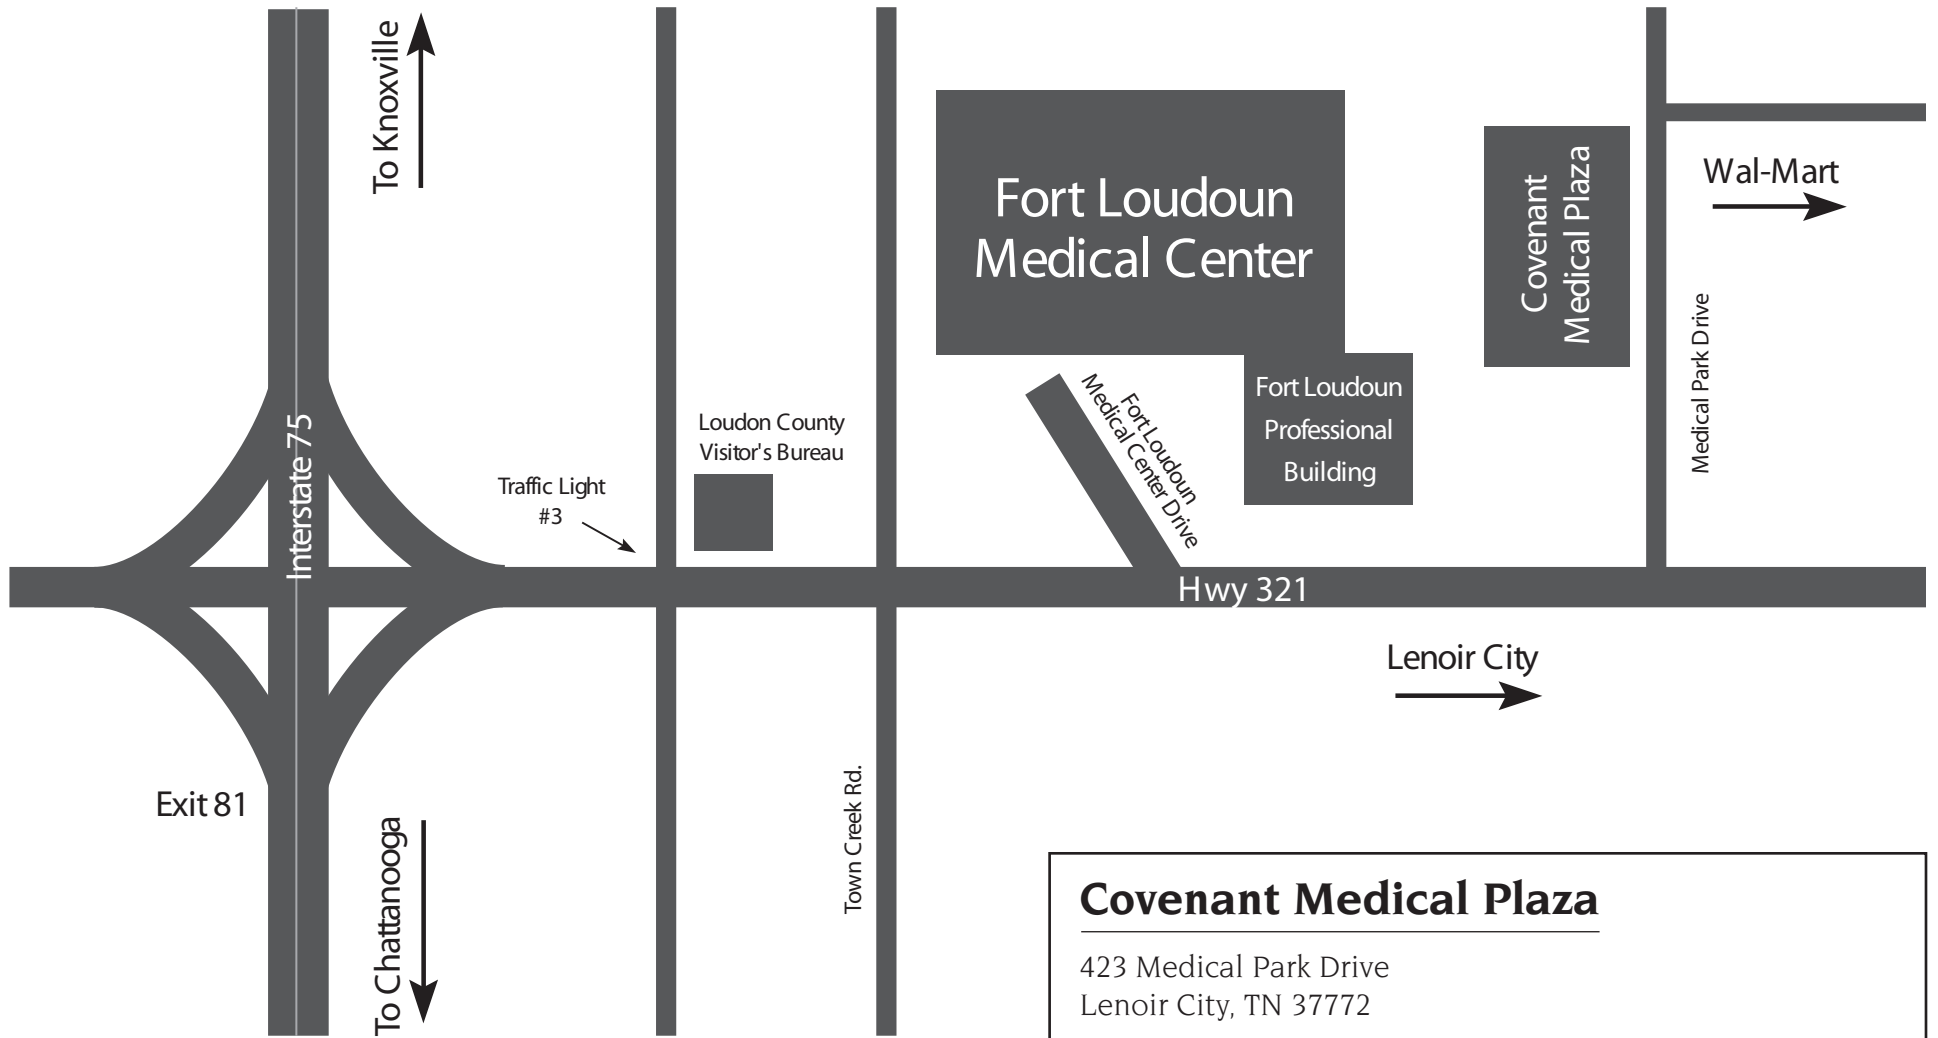 To Knoxville
Fort Loudoun
Medical Center
Covenant
Medical Plaza
Wal-Mart
Medical Park Drive
Interstate 75
Loudon County
Visitor's Bureau
Traffic Light
#3
Fort Loudoun
Medical Center Drive
Fort Loudoun
Professional
Building
Hwy 321
Lenoir City
Exit 81
To Chattanooga
Town Creek Rd.
Covenant Medical Plaza
423 Medical Park Drive
Lenoir City, TN 37772